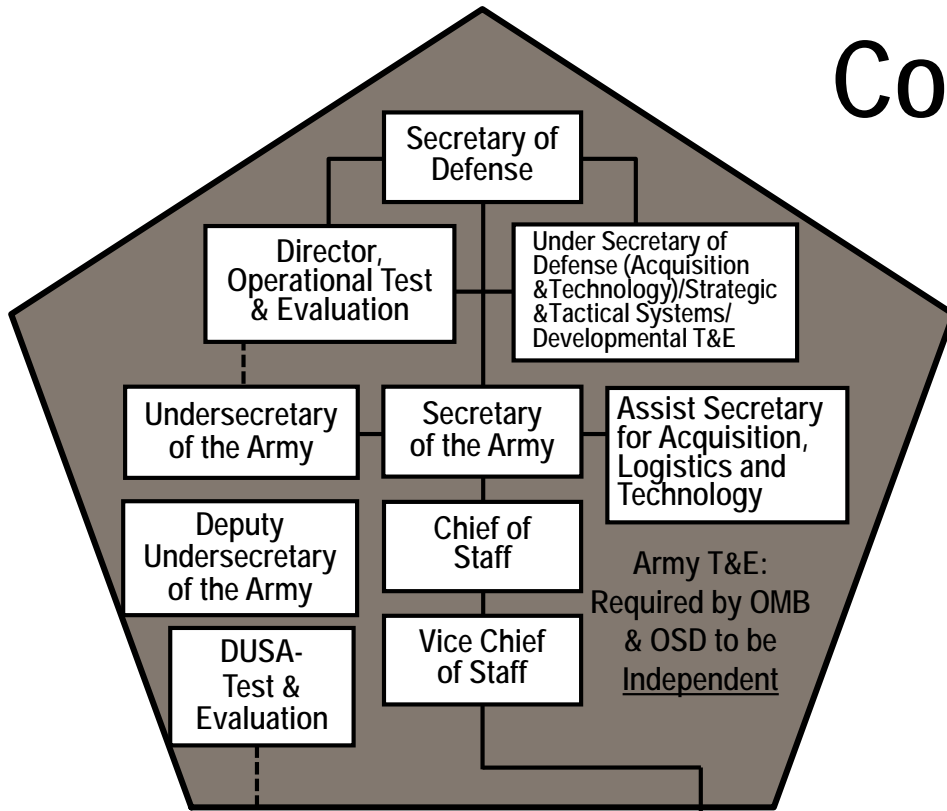 Co
Secretary of
Defense
Director,
Operational Test
& Evaluation
Under Secretary of
Defense (Acquisition
&Technology)/Strategic
&Tactical Systems/
Developmental T&E
Undersecretary
of the Army
Secretary
of the Army
Assist Secretary
for Acquisition,
Logistics and
Technology
Deputy
Undersecretary
of the Army
Chief of
Staff
Army T&E:
Required by OMB
& OSD to be
Independent
DUSA-
Test &
Evaluation
Vice Chief
of Staff